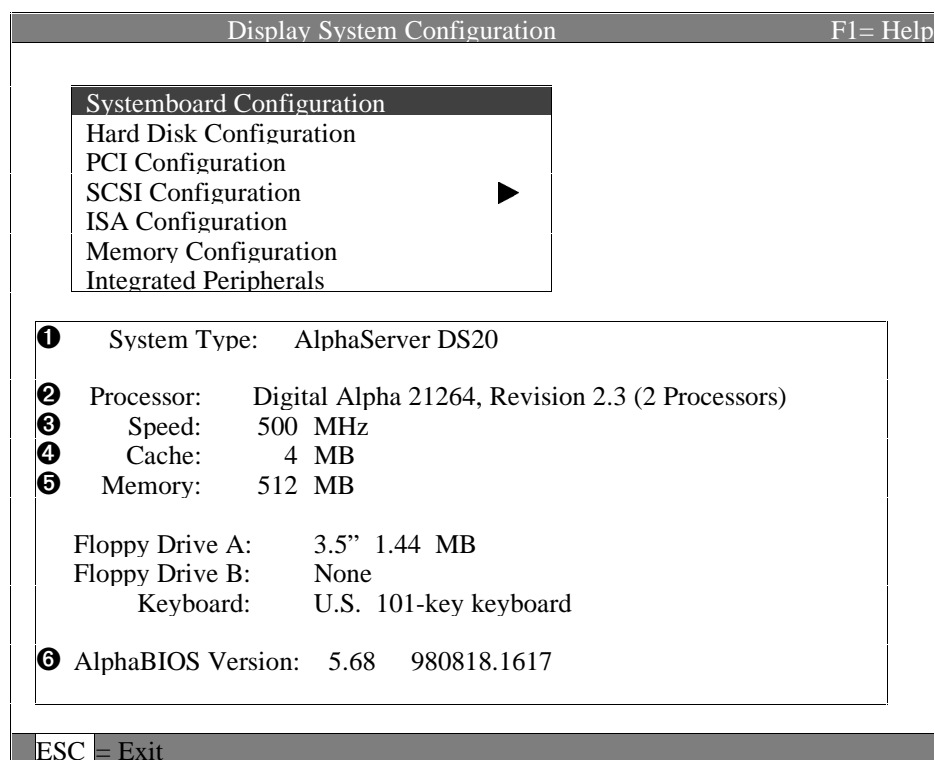 Display System Configuration F1= Help
Systemboard Configuration
Hard Disk Configuration
PCI Configuration
SCSI Configuration ▶
ISA Configuration
Memory Configuration
Integrated Peripherals
❶ System Type: AlphaServer DS20
❷ Processor: Digital Alpha 21264, Revision 2.3 (2 Processors)
❸ Speed: 500 MHz
❹ Cache: 4 MB
❺ Memory: 512 MB
Floppy Drive A: 3.5” 1.44 MB
Floppy Drive B: None
Keyboard: U.S. 101-key keyboard
❻ AlphaBIOS Version: 5.68 980818.1617
ESC = Exit